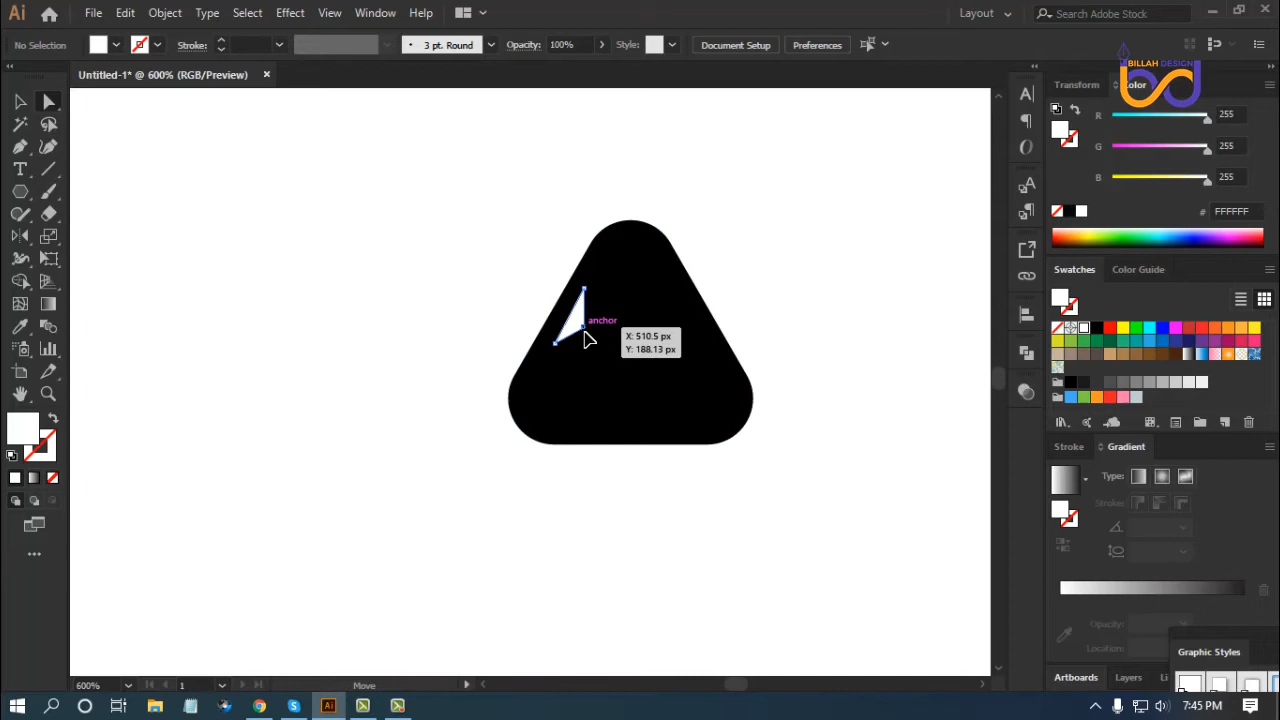 Ai File Edit Object Type Select Effect View Window Help Layout Search Adobe Stock
No Selection Stroke: 3 pt. Round Opacity: 100% Style: Document Setup Preferences
Untitled-1* @ 600% (RGB/Preview)
BILLAH DESIGN
Transform Color
R 255
G 255
B 255
# FFFFFF
Swatches Color Guide
anchor
X: 510.5 px
Y: 188.13 px
Stroke Gradient
Type:
Stroke:
Opacity:
Location:
Graphic Styles
Artboards Layers Li
600% 1 Move
Ai 7:45 PM